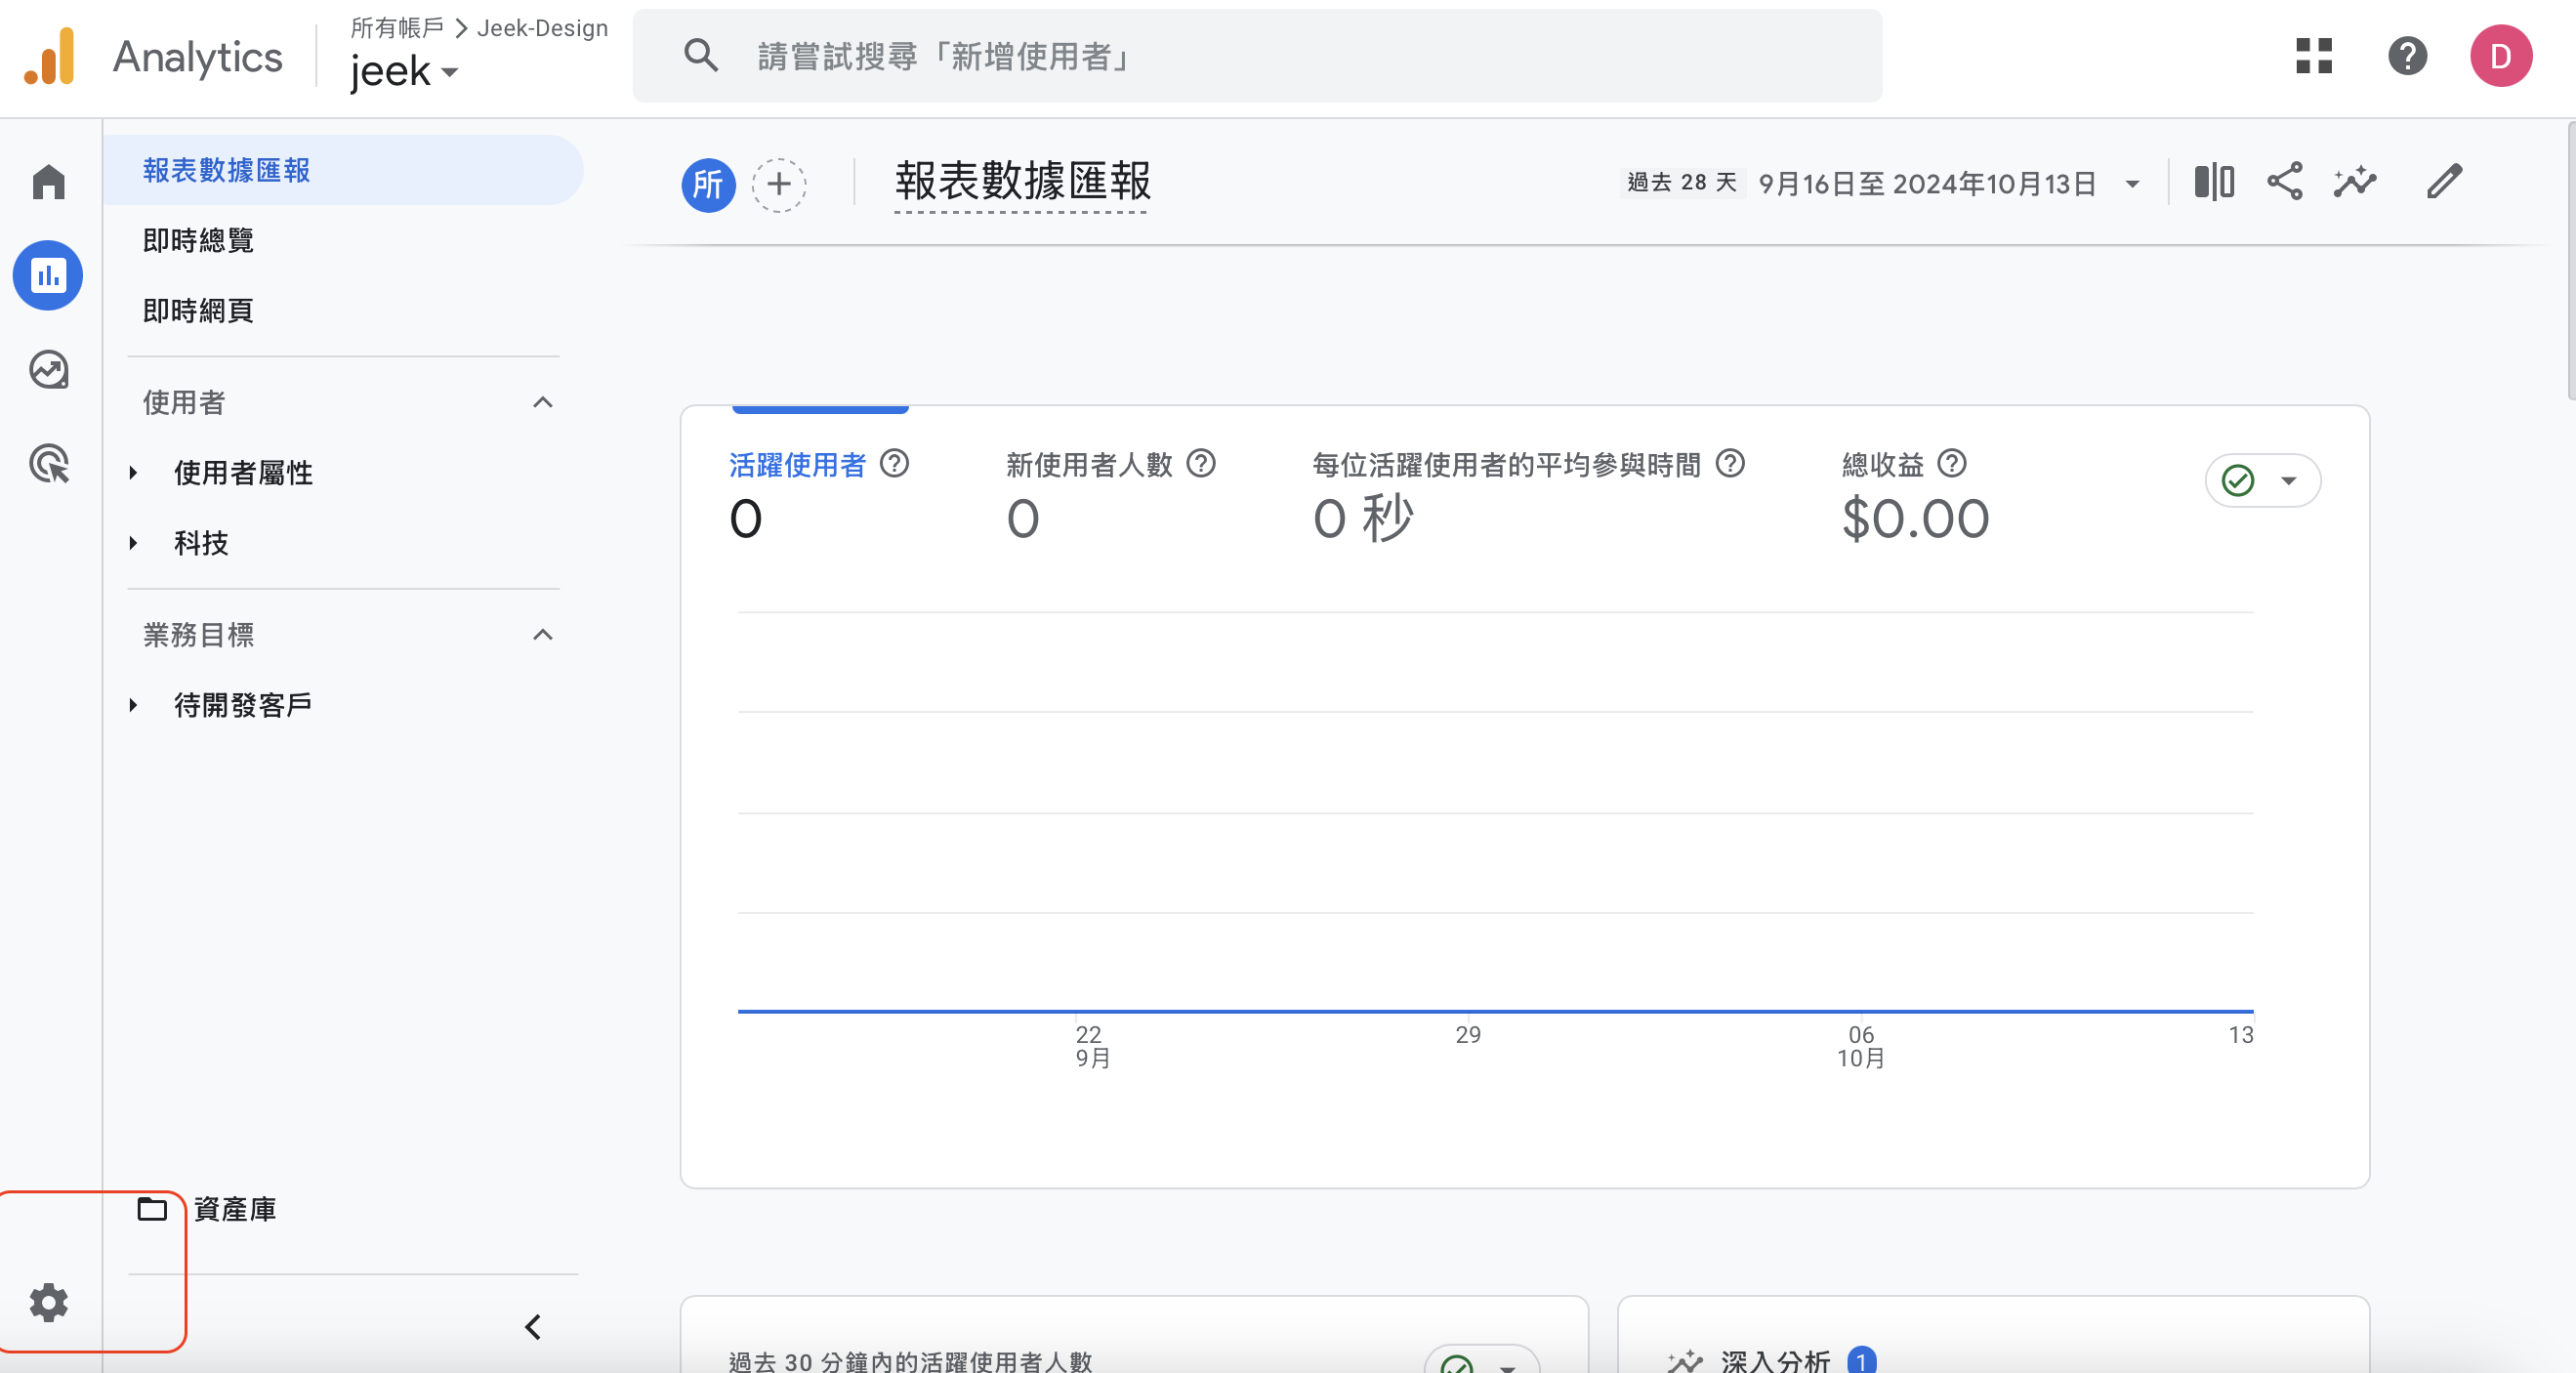 Analytics
所有帳戶 > Jeek-Design
jeek
請嘗試搜尋「新增使用者」
D
報表數據匯報
即時總覽
即時網頁
使用者
使用者屬性
科技
業務目標
待開發客戶
資產庫
所
報表數據匯報
過去 28 天 9月16日至 2024年10月13日
活躍使用者
0
新使用者人數
0
每位活躍使用者的平均參與時間
0 秒
總收益
$0.00
22
9月
29
06
10月
13
過去 30 分鐘內的活躍使用者人數
深入分析 1